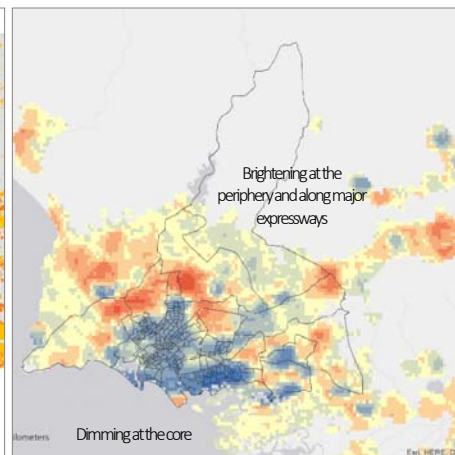 Brightening at the
periphery and along major
expressways
Dimming at the core
ilometers
Esri, HERE,